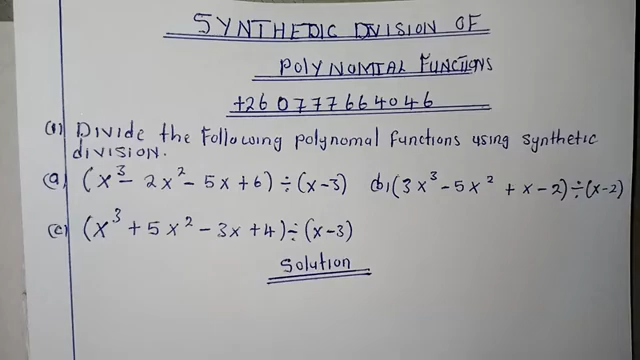 SYNTHETIC DIVISION OF
POLYNOMIAL FUNCTIONS
+260777664046
(1) Divide the following polynomal functions using synthetic
division.
(a) (x³ - 2x² - 5x + 6) ÷ (x-3) (b) (3x³ - 5x² + x - 2) ÷ (x-2)
(c) (x³ + 5x² - 3x + 4) ÷ (x-3)
Solution